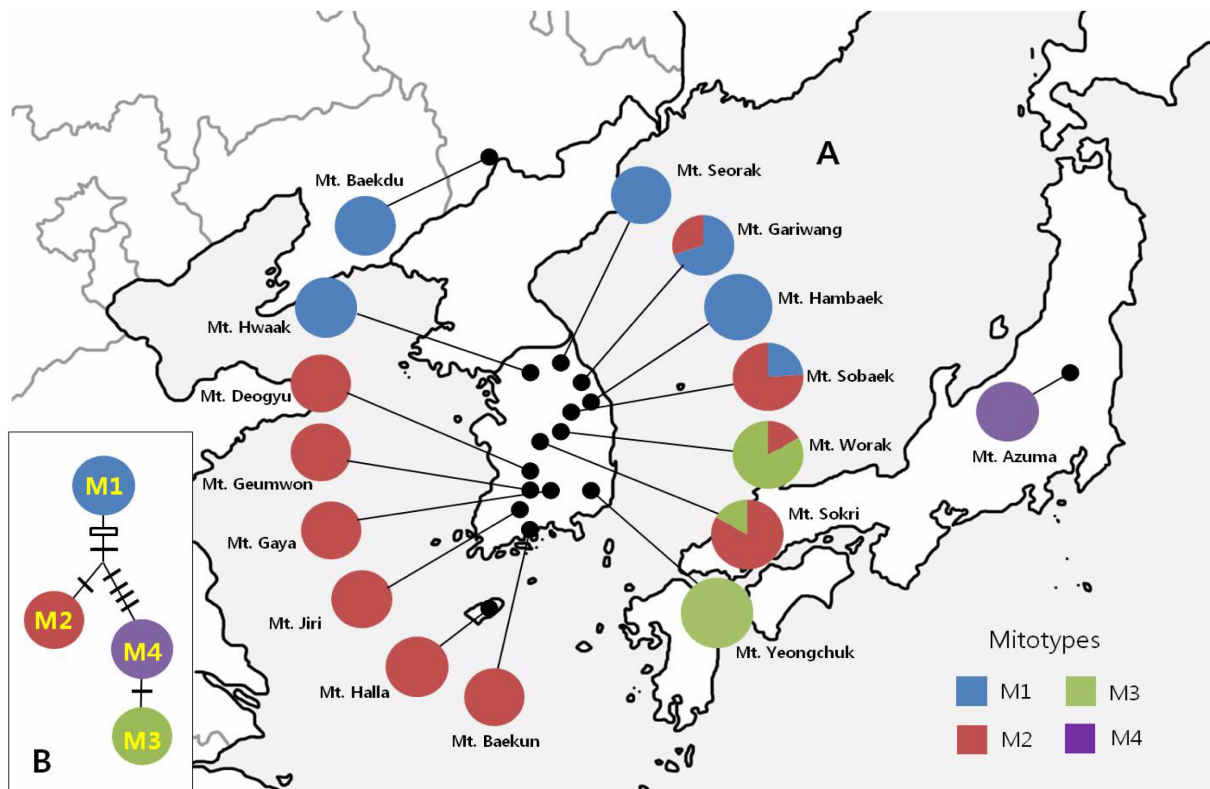 A
Mt. Seorak
Mt. Baekdu
Mt. Gariwang
Mt. Hambaek
Mt. Hwaak
Mt. Sobaek
Mt. Deogyu
Mt. Worak
Mt. Azuma
Mt. Geumwon
Mt. Sokri
Mt. Gaya
Mt. Jiri
Mt. Yeongchuk
Mt. Halla
Mt. Baekun
M1
M2
M4
M3
B
Mitotypes
M1
M3
M2
M4